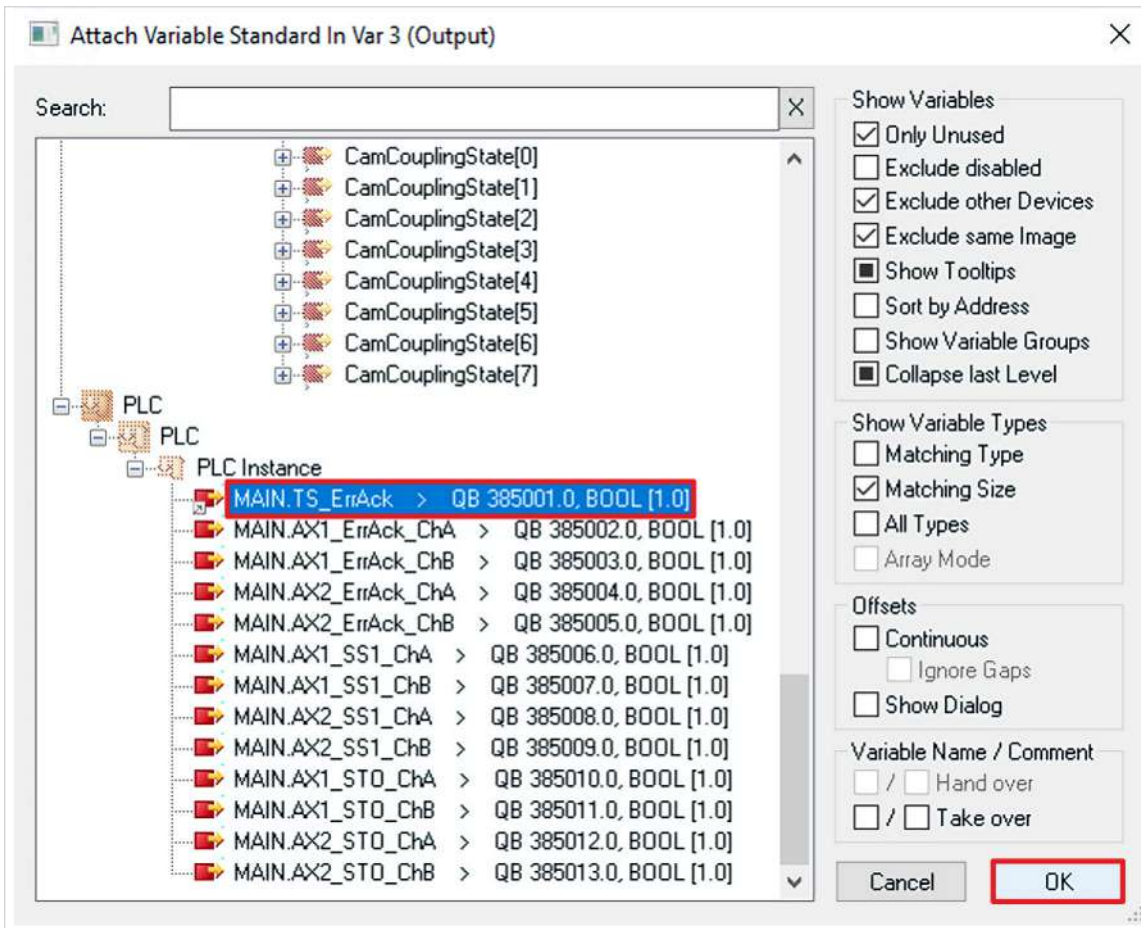 Attach Variable Standard In Var 3 (Output)
Search:
CamCouplingState[0]
CamCouplingState[1]
CamCouplingState[2]
CamCouplingState[3]
CamCouplingState[4]
CamCouplingState[5]
CamCouplingState[6]
CamCouplingState[7]
PLC
PLC
PLC Instance
MAIN.TS_ErrAck > QB 385001.0, BOOL [1.0]
MAIN.AX1_ErrAck_ChA > QB 385002.0, BOOL [1.0]
MAIN.AX1_ErrAck_ChB > QB 385003.0, BOOL [1.0]
MAIN.AX2_ErrAck_ChA > QB 385004.0, BOOL [1.0]
MAIN.AX2_ErrAck_ChB > QB 385005.0, BOOL [1.0]
MAIN.AX1_SS1_ChA > QB 385006.0, BOOL [1.0]
MAIN.AX1_SS1_ChB > QB 385007.0, BOOL [1.0]
MAIN.AX2_SS1_ChA > QB 385008.0, BOOL [1.0]
MAIN.AX2_SS1_ChB > QB 385009.0, BOOL [1.0]
MAIN.AX1_STO_ChA > QB 385010.0, BOOL [1.0]
MAIN.AX1_STO_ChB > QB 385011.0, BOOL [1.0]
MAIN.AX2_STO_ChA > QB 385012.0, BOOL [1.0]
MAIN.AX2_STO_ChB > QB 385013.0, BOOL [1.0]
Show Variables
Only Unused
Exclude disabled
Exclude other Devices
Exclude same Image
Show Tooltips
Sort by Address
Show Variable Groups
Collapse last Level
Show Variable Types
Matching Type
Matching Size
All Types
Array Mode
Offsets
Continuous
Ignore Gaps
Show Dialog
Variable Name / Comment
/ Hand over
/ Take over
Cancel
OK